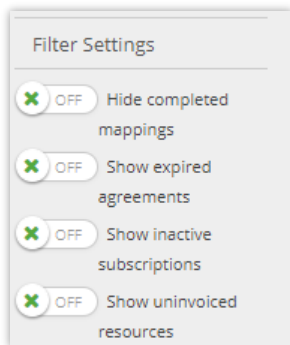 Filter Settings
OFF Hide completed
mappings
OFF Show expired
agreements
OFF Show inactive
subscriptions
OFF Show uninvoiced
resources